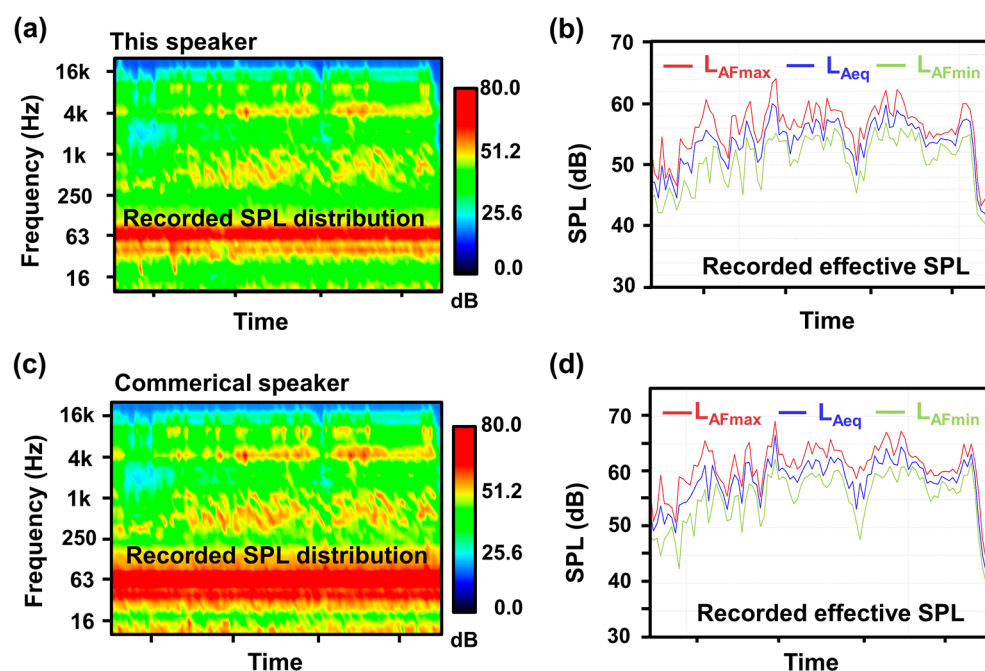 (a)
This speaker
Frequency (Hz)
16k
4k
1k
250
63
16
Recorded SPL distribution
Time
80.0
51.2
25.6
0.0
dB
(b)
SPL (dB)
70
60
50
40
30
LAFmax LAeq LAFmin
Recorded effective SPL
Time
(c)
Commerical speaker
Frequency (Hz)
16k
4k
1k
250
63
16
Recorded SPL distribution
Time
80.0
51.2
25.6
0.0
dB
(d)
SPL (dB)
70
60
50
40
30
LAFmax LAeq LAFmin
Recorded effective SPL
Time